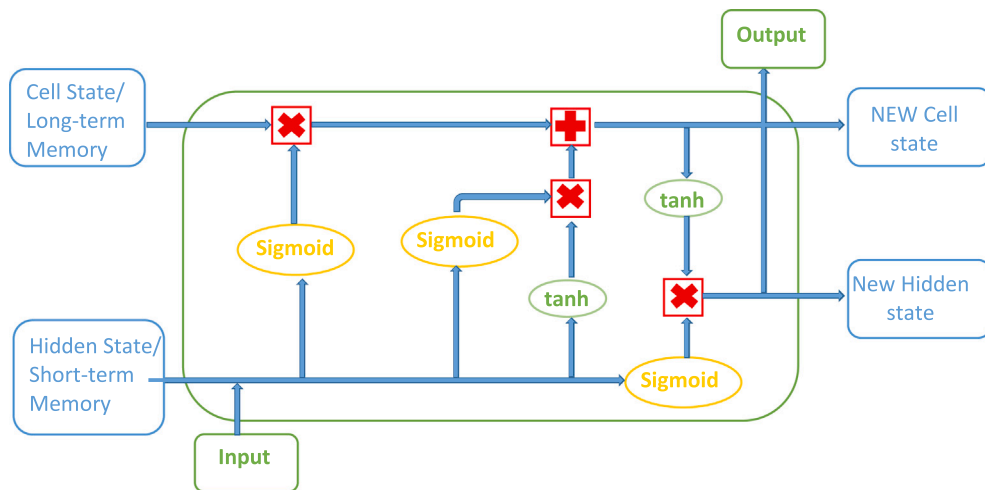 Output
Cell State/
Long-term
Memory
NEW Cell
state
tanh
Sigmoid
Sigmoid
tanh
New Hidden
state
Hidden State/
Short-term
Memory
Sigmoid
Input